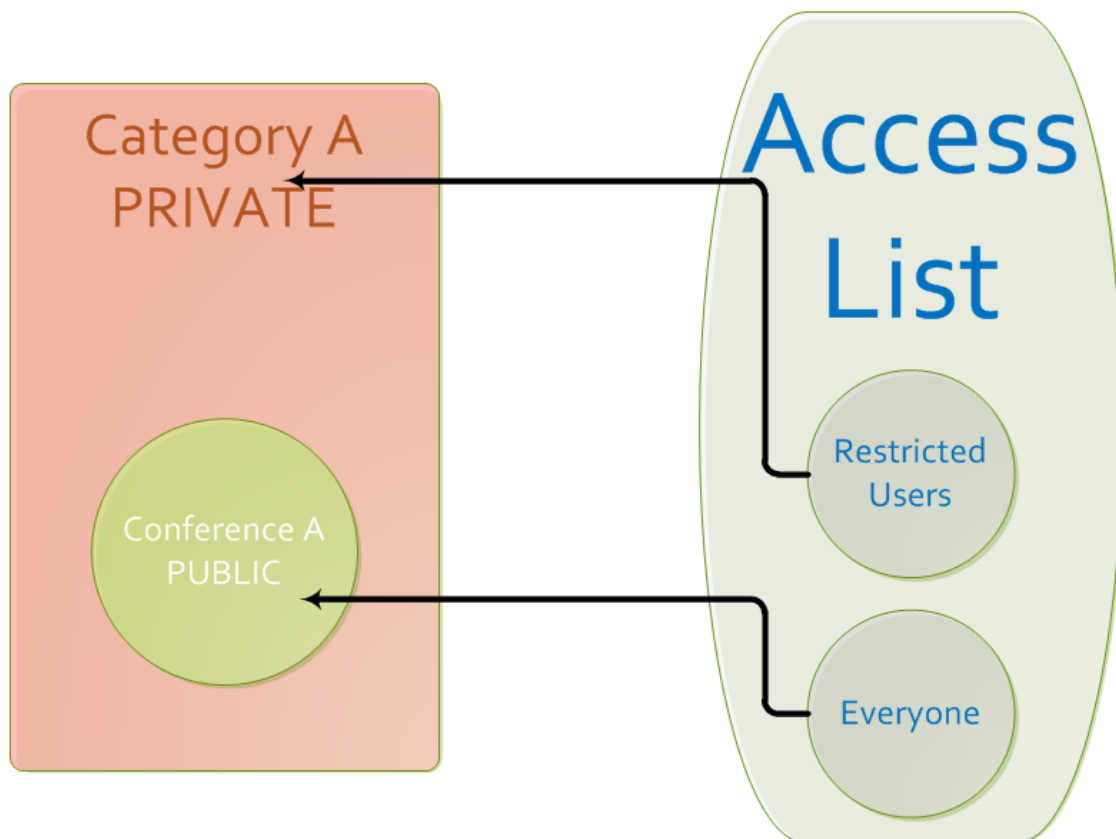 Category A
PRIVATE
Conference A
PUBLIC
Access
List
Restricted
Users
Everyone